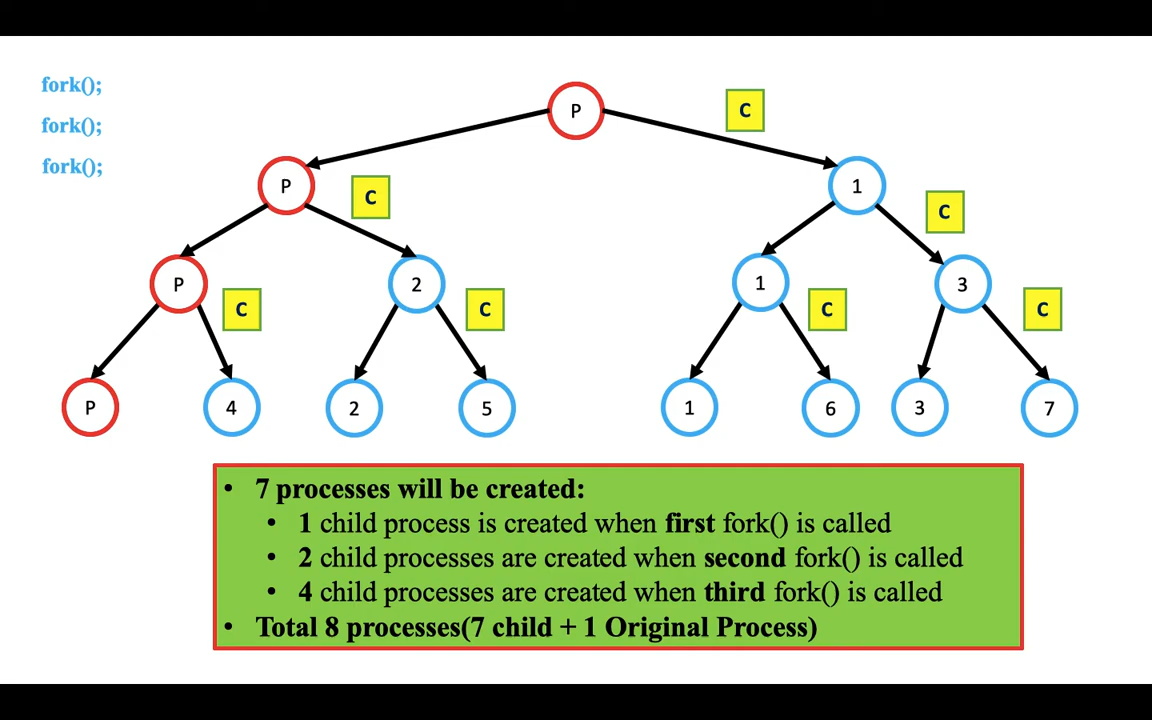 fork();
fork();
fork();
P
C
P
C
1
C
P
C
2
C
1
C
3
C
P
4
2
5
1
6
3
7
• 7 processes will be created:
• 1 child process is created when first fork() is called
• 2 child processes are created when second fork() is called
• 4 child processes are created when third fork() is called
• Total 8 processes(7 child + 1 Original Process)